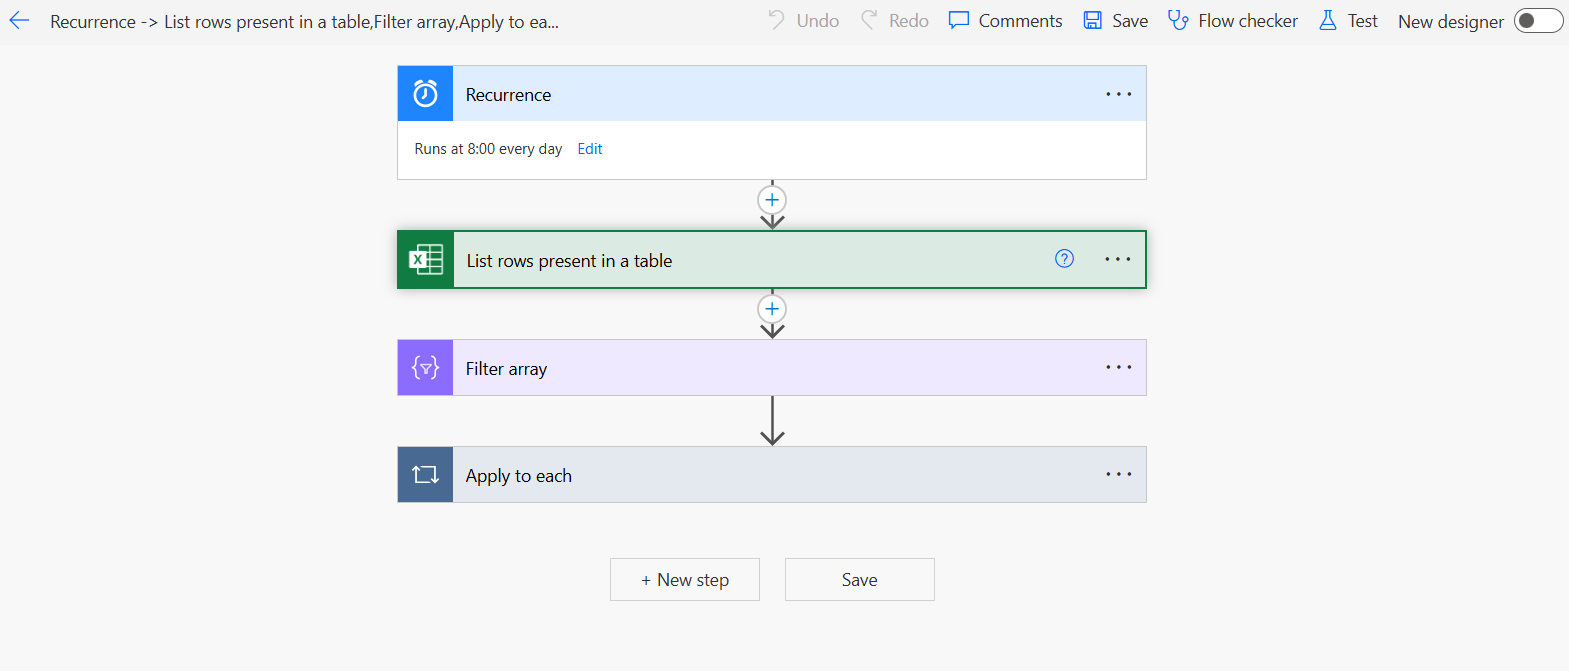 Recurrence -> List rows present in a table,Filter array,Apply to ea...
Undo Redo Comments Save Flow checker Test New designer
Recurrence
Runs at 8:00 every day Edit
List rows present in a table
Filter array
Apply to each
+ New step Save